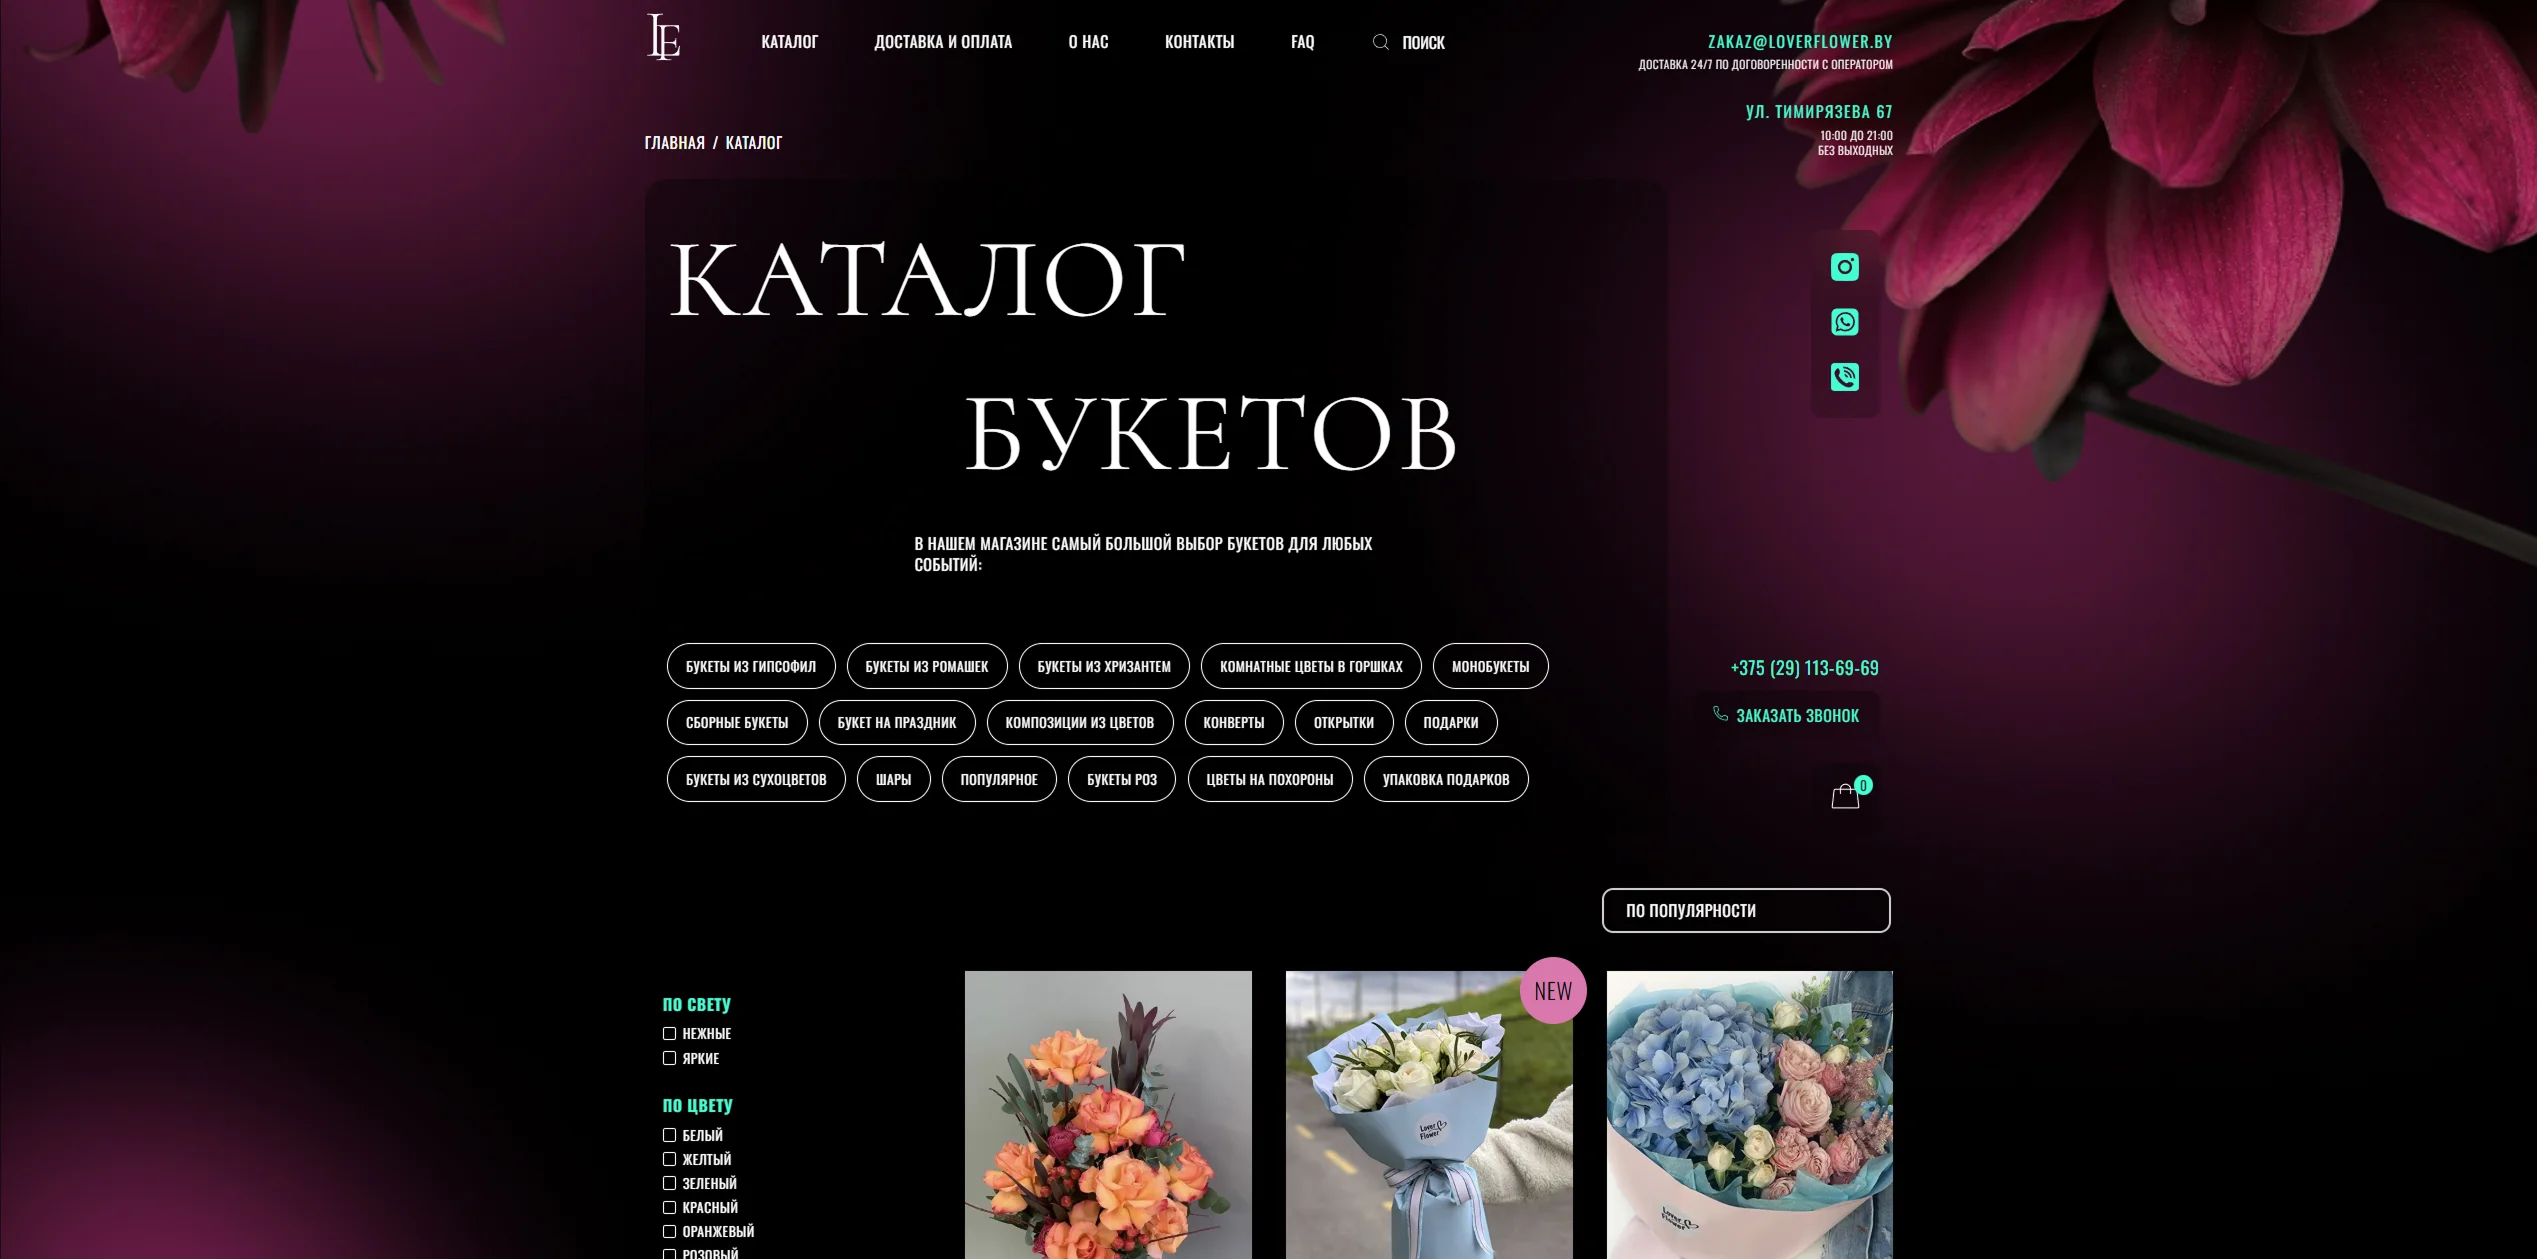 LF
КАТАЛОГ
ДОСТАВКА И ОПЛАТА
О НАС
КОНТАКТЫ
FAQ
ПОИСК
ZAKAZ@LOVERFLOWER.BY
ДОСТАВКА 24/7 ПО ДОГОВОРЕННОСТИ С ОПЕРАТОРОМ
УЛ. ТИМИРЯЗЕВА 67
10:00 ДО 21:00
БЕЗ ВЫХОДНЫХ
ГЛАВНАЯ / КАТАЛОГ
КАТАЛОГ
БУКЕТОВ
В НАШЕМ МАГАЗИНЕ САМЫЙ БОЛЬШОЙ ВЫБОР БУКЕТОВ ДЛЯ ЛЮБЫХ
СОБЫТИЙ:
БУКЕТЫ ИЗ ГИПСОФИЛ
БУКЕТЫ ИЗ РОМАШЕК
БУКЕТЫ ИЗ ХРИЗАНТЕМ
КОМНАТНЫЕ ЦВЕТЫ В ГОРШКАХ
МОНОБУКЕТЫ
СБОРНЫЕ БУКЕТЫ
БУКЕТ НА ПРАЗДНИК
КОМПОЗИЦИИ ИЗ ЦВЕТОВ
КОНВЕРТЫ
ОТКРЫТКИ
ПОДАРКИ
БУКЕТЫ ИЗ СУХОЦВЕТОВ
ШАРЫ
ПОПУЛЯРНОЕ
БУКЕТЫ РОЗ
ЦВЕТЫ НА ПОХОРОНЫ
УПАКОВКА ПОДАРКОВ
+375 (29) 113-69-69
ЗАКАЗАТЬ ЗВОНОК
0
ПО ПОПУЛЯРНОСТИ
ПО СВЕТУ
НЕЖНЫЕ
ЯРКИЕ
ПО ЦВЕТУ
БЕЛЫЙ
ЖЕЛТЫЙ
ЗЕЛЕНЫЙ
КРАСНЫЙ
ОРАНЖЕВЫЙ
РОЗОВЫЙ
NEW
Lover
Flower
Lover
Flower